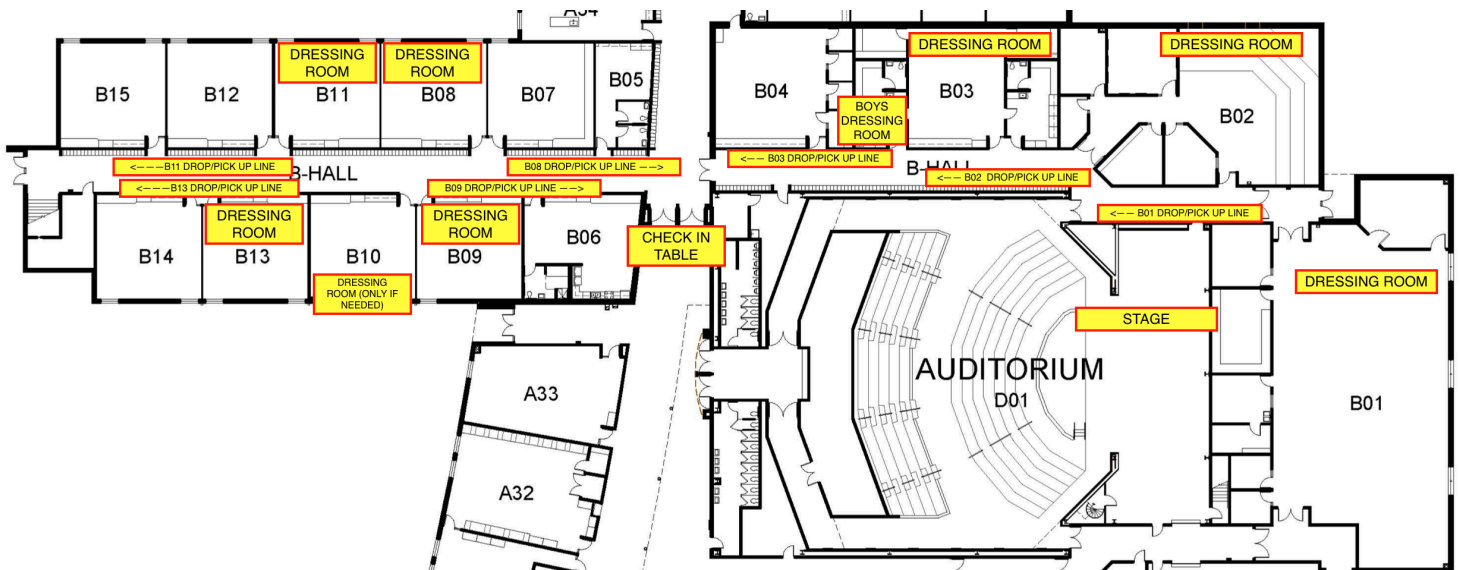 A34
DRESSING
ROOM
DRESSING
ROOM
B15
B12
B11
B08
B07
B05
<–––B11 DROP/PICK UP LINE
B08 DROP/PICK UP LINE ––>
B-HALL
<–––B13 DROP/PICK UP LINE
B09 DROP/PICK UP LINE ––>
DRESSING
ROOM
DRESSING
ROOM
B14
B13
B10
B09
B06
DRESSING
ROOM (ONLY IF
NEEDED)
CHECK IN
TABLE
A33
A32
DRESSING ROOM
DRESSING ROOM
B04
BOYS
DRESSING
ROOM
B03
B02
<–– B03 DROP/PICK UP LINE
B-HALL
<–– B02 DROP/PICK UP LINE
<–– B01 DROP/PICK UP LINE
DRESSING ROOM
STAGE
AUDITORIUM
D01
B01